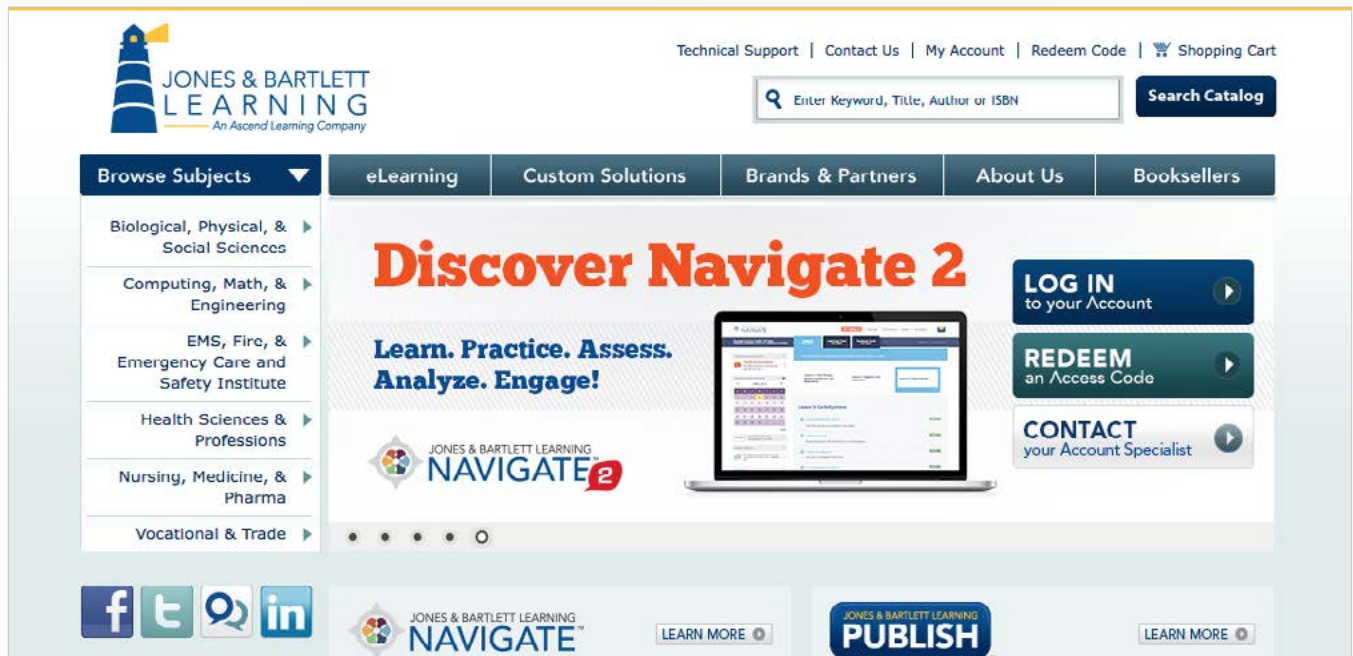 JONES & BARTLETT
LEARNING
An Ascend Learning Company
Technical Support | Contact Us | My Account | Redeem Code | Shopping Cart
Enter Keyword, Title, Author or ISBN
Search Catalog
Browse Subjects
eLearning
Custom Solutions
Brands & Partners
About Us
Booksellers
Biological, Physical, &
Social Sciences
Computing, Math, &
Engineering
EMS, Fire, &
Emergency Care and
Safety Institute
Health Sciences &
Professions
Nursing, Medicine, &
Pharma
Vocational & Trade
Discover Navigate 2
Learn. Practice. Assess.
Analyze. Engage!
JONES & BARTLETT LEARNING
NAVIGATE 2
LOG IN
to your Account
REDEEM
an Access Code
CONTACT
your Account Specialist
f t in
JONES & BARTLETT LEARNING
NAVIGATE™
LEARN MORE
JONES & BARTLETT LEARNING
PUBLISH
LEARN MORE